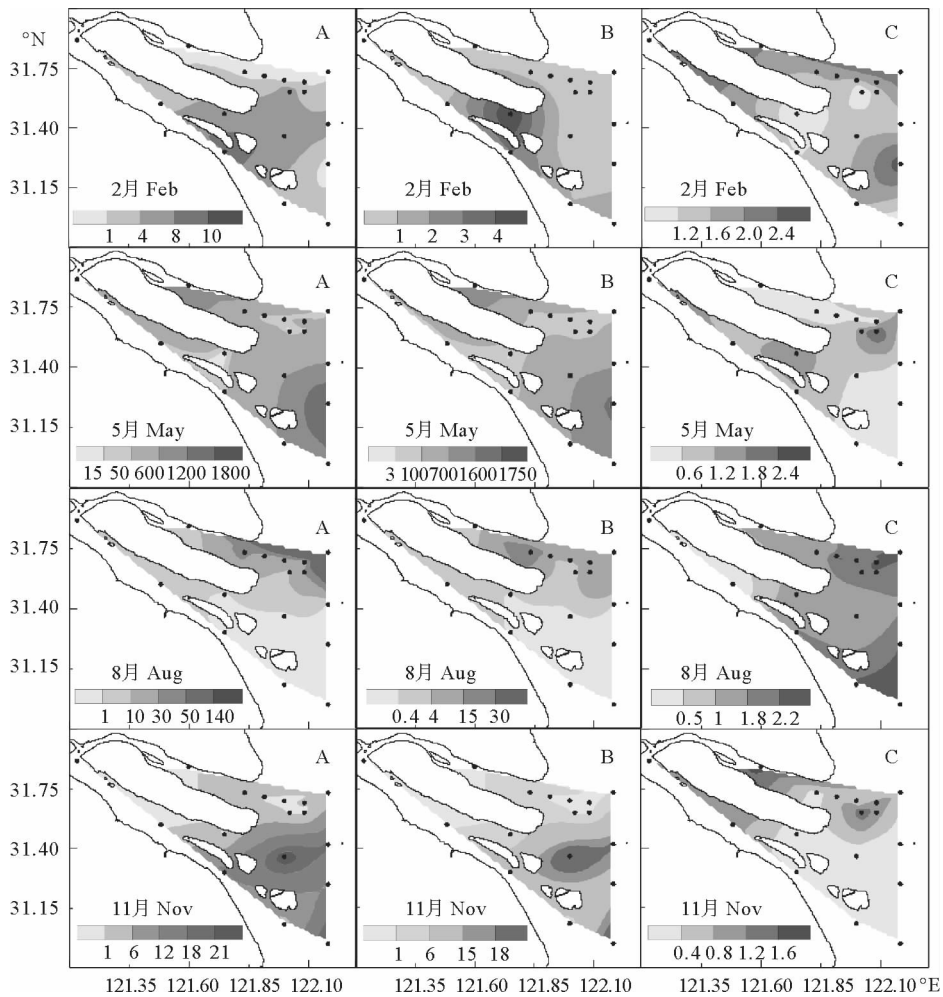 °N
A
B
C
31.75
31.40
31.15
2月 Feb
1 4 8 10
2月 Feb
1 2 3 4
2月 Feb
1.2 1.6 2.0 2.4
A
B
C
31.75
31.40
31.15
5月 May
15 50 600 1200 1800
5月 May
3 100 700 1600 1750
5月 May
0.6 1.2 1.8 2.4
A
B
C
31.75
31.40
31.15
8月 Aug
1 10 30 50 140
8月 Aug
0.4 4 15 30
8月 Aug
0.5 1 1.8 2.2
A
B
C
31.75
31.40
31.15
11月 Nov
1 6 12 18 21
11月 Nov
1 6 15 18
11月 Nov
0.4 0.8 1.2 1.6
121.35 121.60 121.85 122.10 121.35 121.60 121.85 122.10 121.35 121.60 121.85 122.10 °E